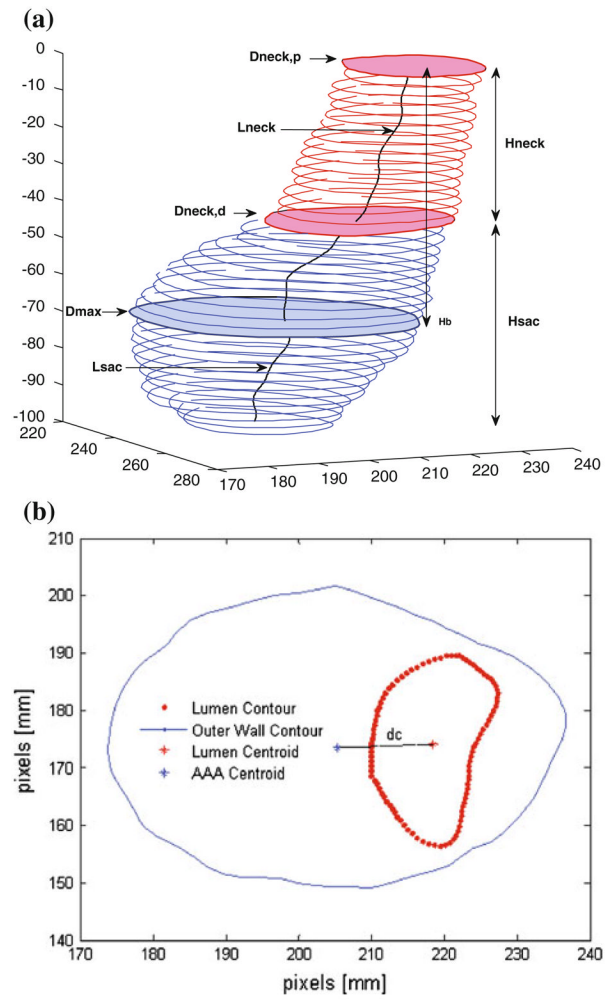 (a)
0
-10
-20
-30
-40
-50
-60
-70
-80
-90
-100
220
240
260
280
170
180
190
200
210
220
230
240
Dneck,p
Lneck
Hneck
Dneck,d
Dmax
Hb
Hsac
Lsac
(b)
210
200
190
180
170
160
150
140
pixels [mm]
Lumen Contour
Outer Wall Contour
Lumen Centroid
AAA Centroid
dc
170
180
190
200
210
220
230
240
pixels [mm]